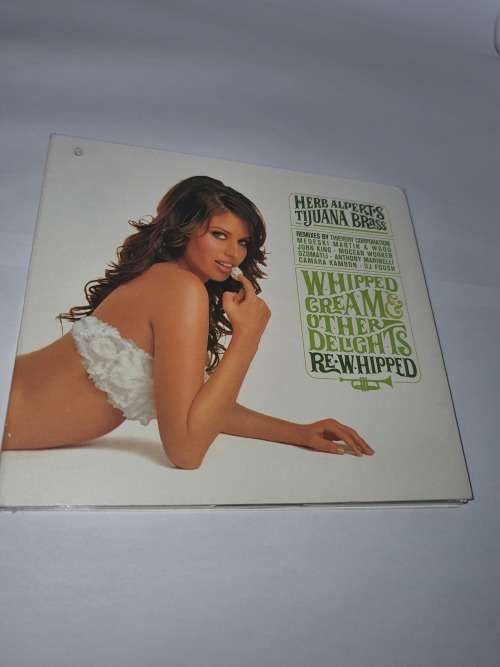 HERB ALPERT'S
TIJUANA BRASS
REMIXES BY THIEVERY CORPORATION
MEDESKI MARTIN & WOOD
JOHN KING · MOCEAN WORKER
OZOMATLI · ANTHONY MARINELLI
CAMARA KAMBON · DJ FOOSH
WHIPPED
CREAM &
OTHER
DELIGHTS
RE-WHIPPED